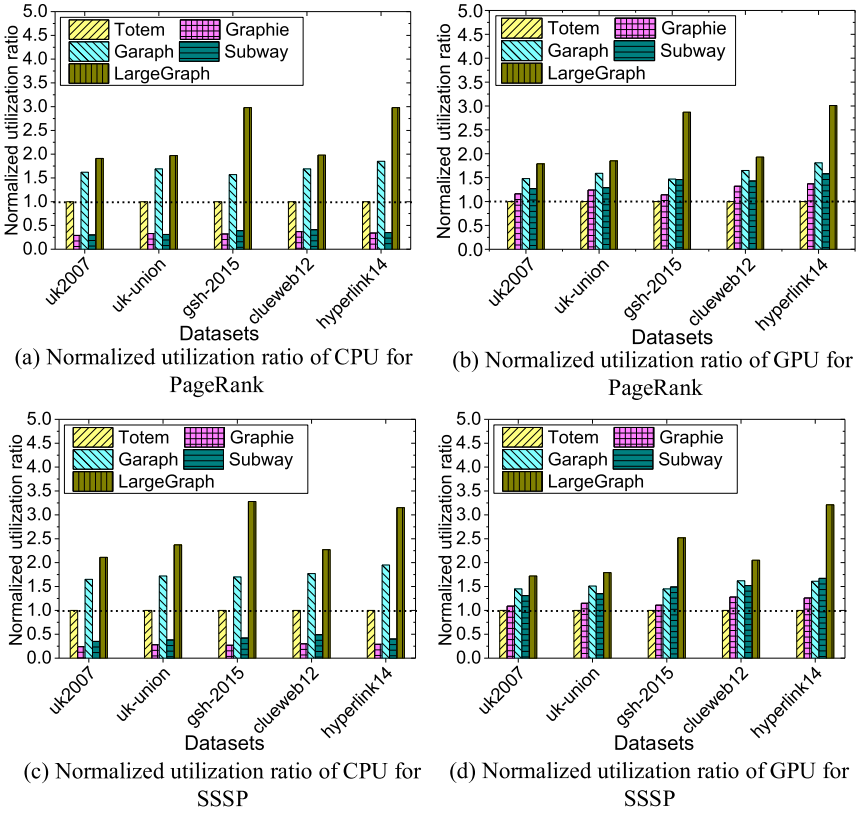 Normalized utilization ratio
5.0
4.5
4.0
3.5
3.0
2.5
2.0
1.5
1.0
0.5
0.0
Totem Graphie
Garaph Subway
LargeGraph
uk2007 uk-union gsh-2015 clueweb12 hyperlink14
Datasets
(a) Normalized utilization ratio of CPU for
PageRank
Normalized utilization ratio
5.0
4.5
4.0
3.5
3.0
2.5
2.0
1.5
1.0
0.5
0.0
Totem Graphie
Garaph Subway
LargeGraph
uk2007 uk-union gsh-2015 clueweb12 hyperlink14
Datasets
(b) Normalized utilization ratio of GPU for
PageRank
Normalized utilization ratio
5.0
4.5
4.0
3.5
3.0
2.5
2.0
1.5
1.0
0.5
0.0
Totem Graphie
Garaph Subway
LargeGraph
uk2007 uk-union gsh-2015 clueweb12 hyperlink14
Datasets
(c) Normalized utilization ratio of CPU for
SSSP
Normalized utilization ratio
5.0
4.5
4.0
3.5
3.0
2.5
2.0
1.5
1.0
0.5
0.0
Totem Graphie
Garaph Subway
LargeGraph
uk2007 uk-union gsh-2015 clueweb12 hyperlink14
Datasets
(d) Normalized utilization ratio of GPU for
SSSP